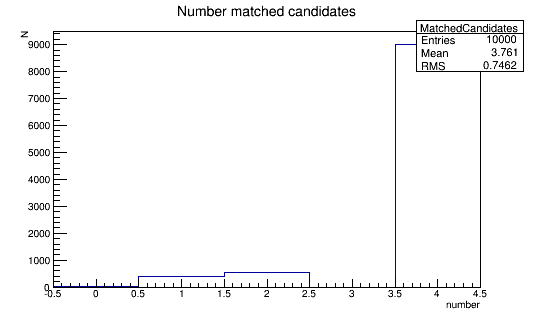 Number matched candidates
N
MatchedCandidates
Entries 10000
Mean 3.761
RMS 0.7462
9000
8000
7000
6000
5000
4000
3000
2000
1000
0
-0.5 0 0.5 1 1.5 2 2.5 3 3.5 4 4.5
number